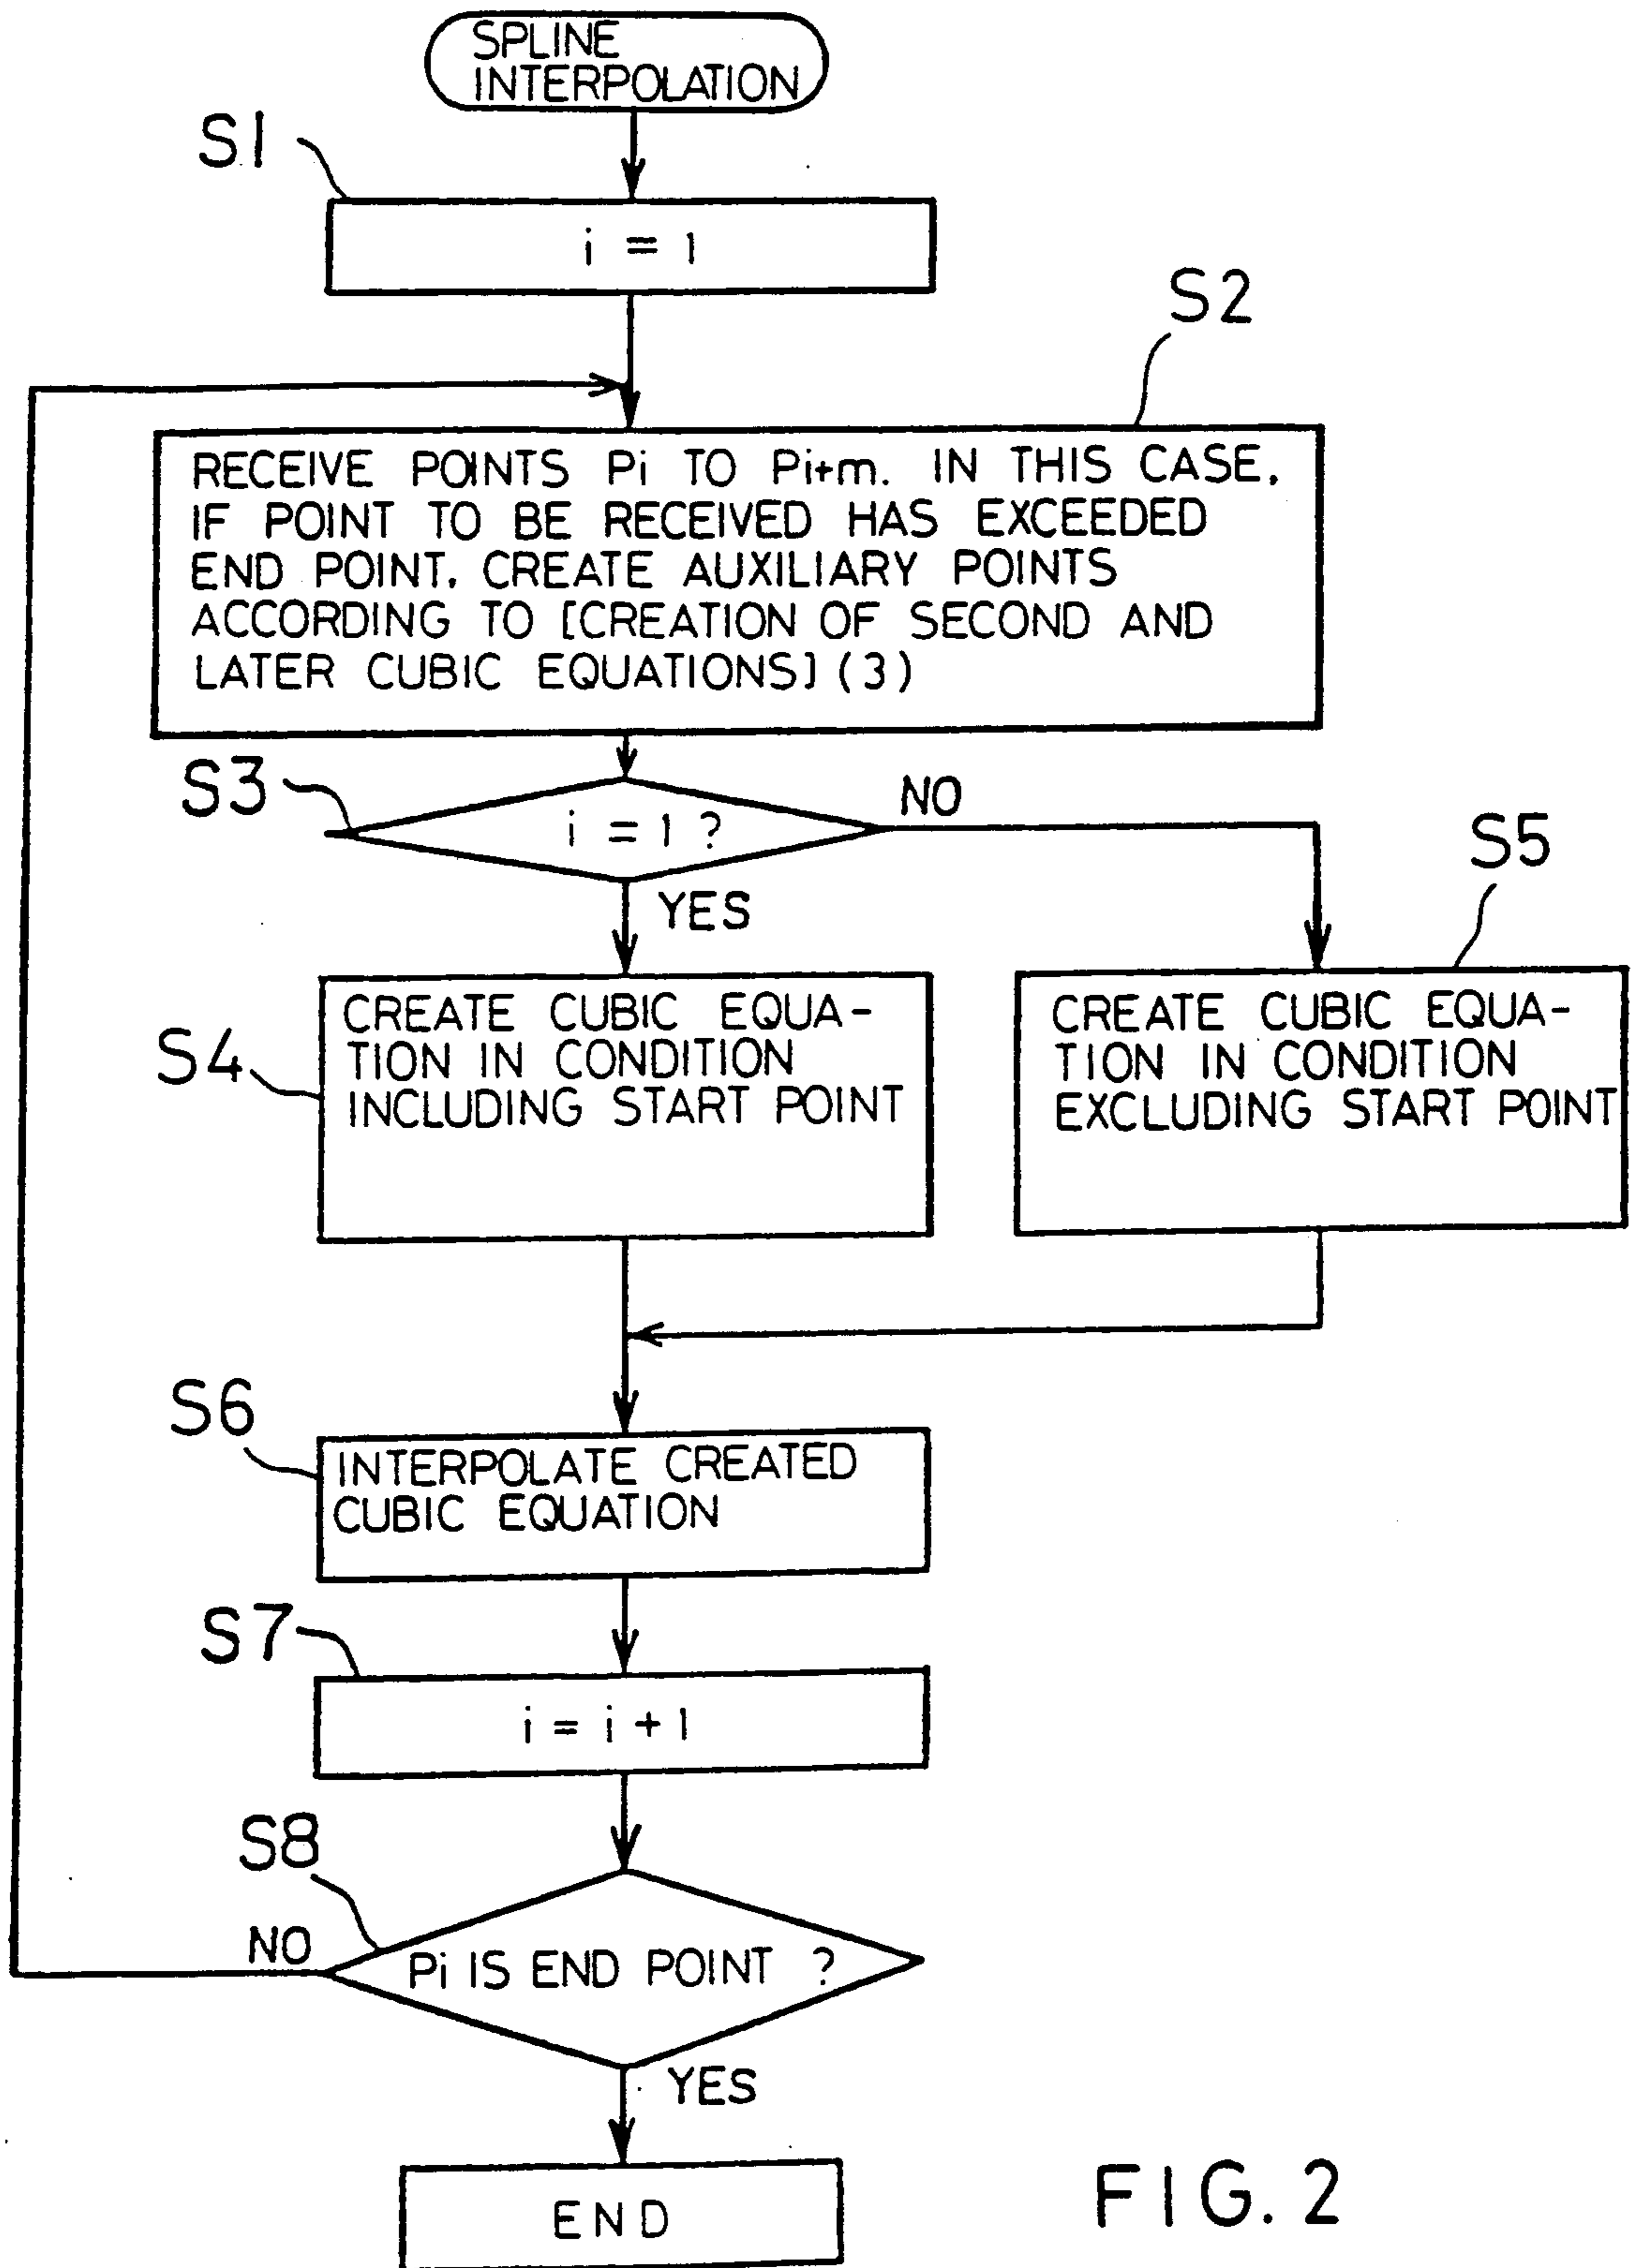 SPLINE
INTERPOLATION
S1
i = 1
S2
RECEIVE POINTS Pi TO Pi+m. IN THIS CASE,
IF POINT TO BE RECEIVED HAS EXCEEDED
END POINT, CREATE AUXILIARY POINTS
ACCORDING TO [CREATION OF SECOND AND
LATER CUBIC EQUATIONS] (3)
S3
i = 1 ?
NO
YES
S4
CREATE CUBIC EQUA-
TION IN CONDITION
INCLUDING START POINT
S5
CREATE CUBIC EQUA-
TION IN CONDITION
EXCLUDING START POINT
S6
INTERPOLATE CREATED
CUBIC EQUATION
S7
i = i + 1
S8
Pi IS END POINT ?
NO
YES
END
FIG. 2